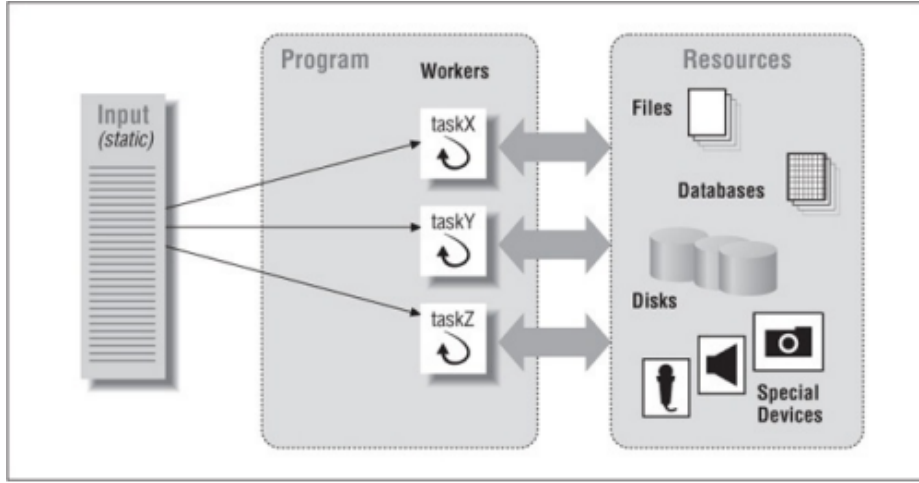 Input
(static)
Program
Workers
taskX
taskY
taskZ
Resources
Files
Databases
Disks
Special
Devices